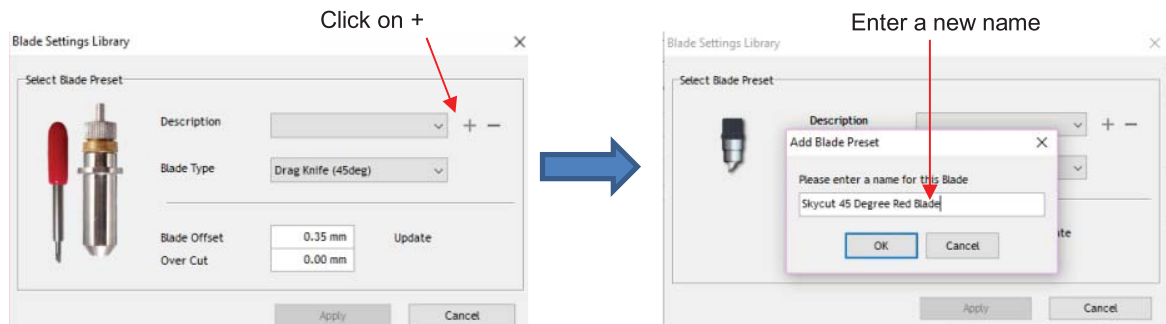 Click on +
Blade Settings Library
Select Blade Preset
Description
+ −
Blade Type
Drag Knife (45deg)
Blade Offset
0.35 mm
Update
Over Cut
0.00 mm
Apply
Cancel
Enter a new name
Blade Settings Library
Select Blade Preset
Description
+ −
Add Blade Preset
Please enter a name for this Blade
Skycut 45 Degree Red Blade
OK
Cancel
Apply
Cancel